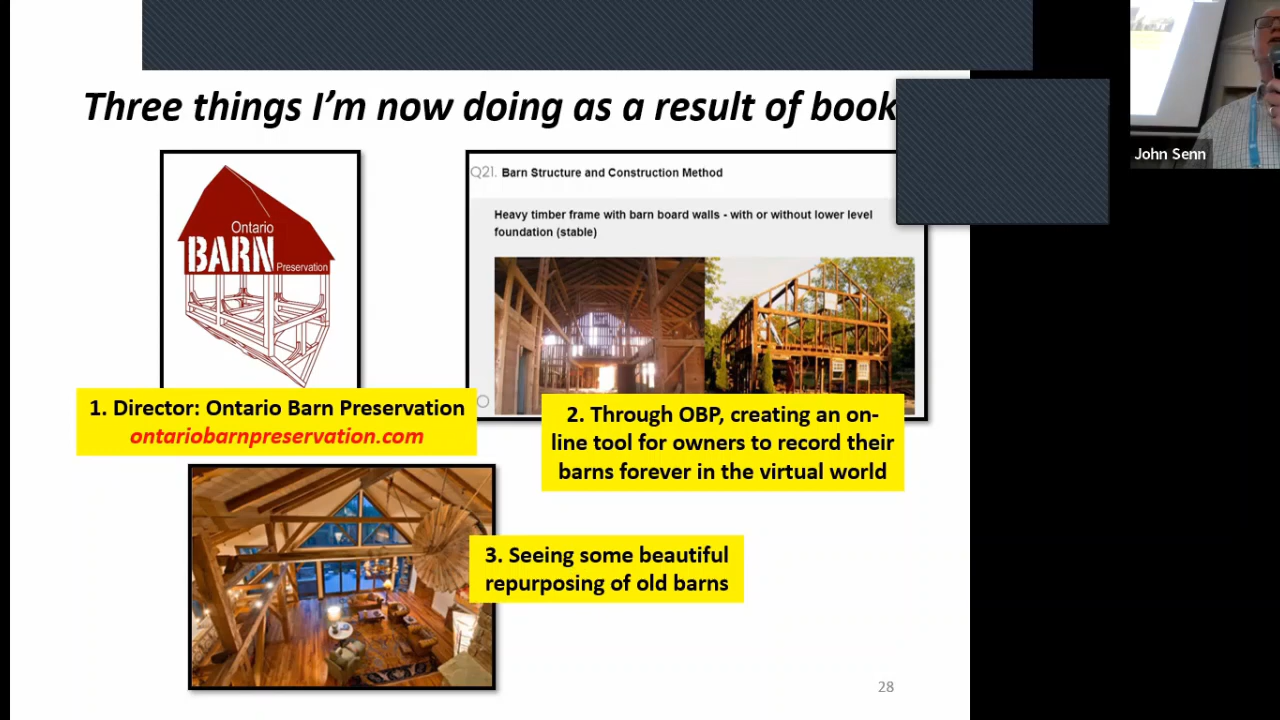 Three things I'm now doing as a result of book
John Senn
Ontario
BARN
Preservation
Q21. Barn Structure and Construction Method
Heavy timber frame with barn board walls - with or without lower level
foundation (stable)
1. Director: Ontario Barn Preservation
ontariobarnpreservation.com
2. Through OBP, creating an on-
line tool for owners to record their
barns forever in the virtual world
3. Seeing some beautiful
repurposing of old barns
28